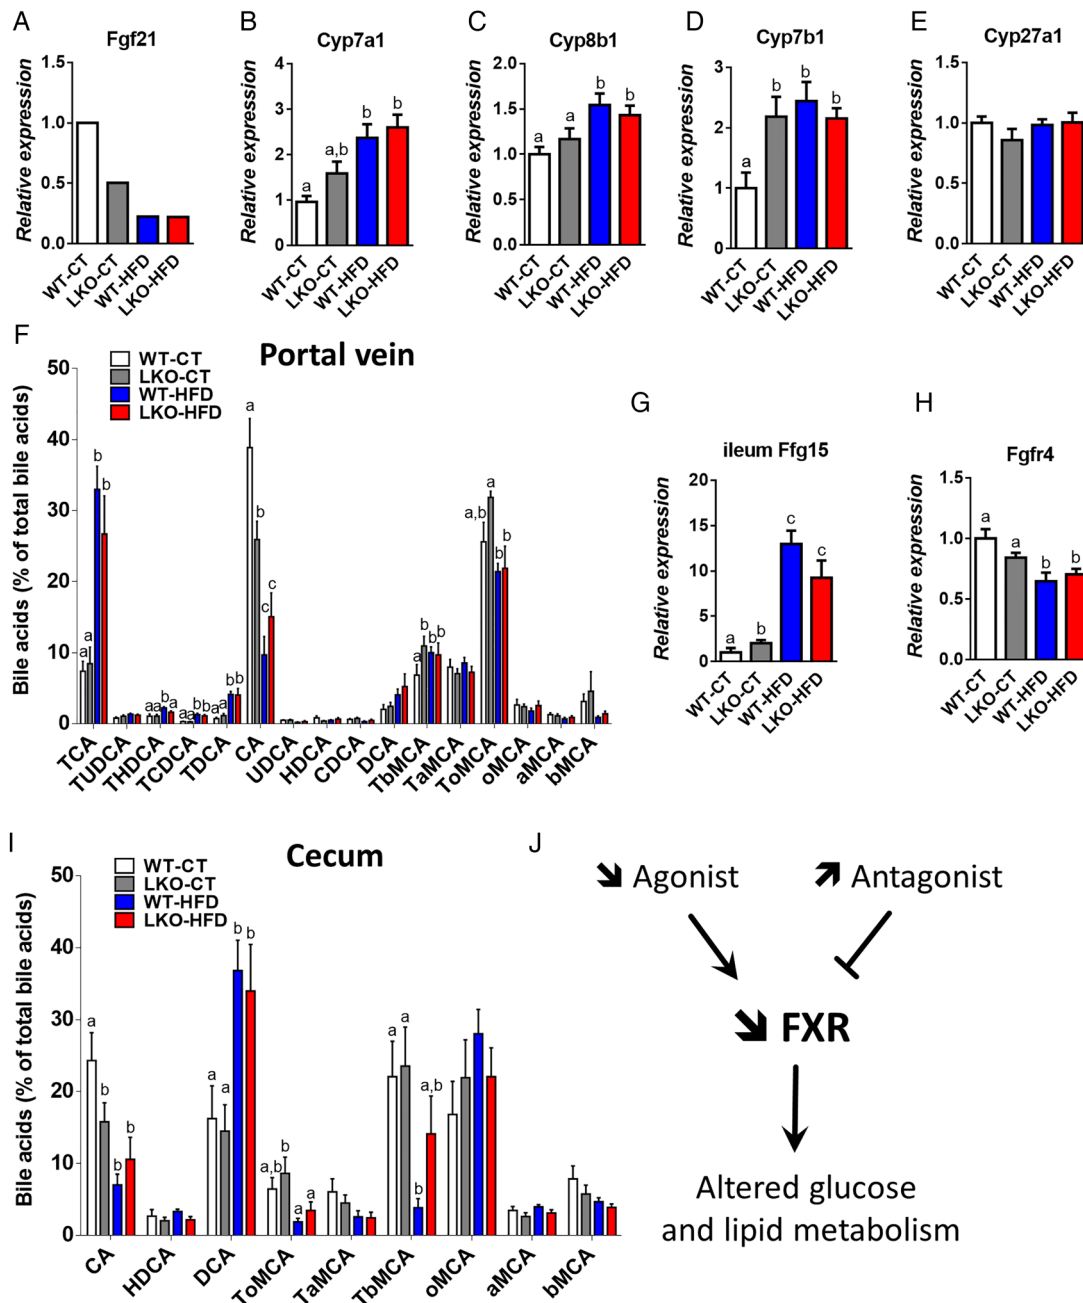 A
Fgf21
Relative expression
1.5
1.0
0.5
0.0
WT-CT
LKO-CT
WT-HFD
LKO-HFD
B
Cyp7a1
Relative expression
4
3
2
1
0
a
a,b
b
b
WT-CT
LKO-CT
WT-HFD
LKO-HFD
C
Cyp8b1
Relative expression
2.0
1.5
1.0
0.5
0.0
a
a
b
b
WT-CT
LKO-CT
WT-HFD
LKO-HFD
D
Cyp7b1
Relative expression
3
2
1
0
a
b
b
b
WT-CT
LKO-CT
WT-HFD
LKO-HFD
E
Cyp27a1
Relative expression
1.5
1.0
0.5
0.0
WT-CT
LKO-CT
WT-HFD
LKO-HFD
F
Portal vein
WT-CT
LKO-CT
WT-HFD
LKO-HFD
Bile acids (% of total bile acids)
50
40
30
20
10
0
a a b b
a a b a
a a b b
a a b b
a b c c
a b b b
a,b a b b
TCA
TUDCA
THDCA
TCDCA
TDCA
CA
UDCA
HDCA
CDCA
DCA
TbMCA
TaMCA
ToMCA
oMCA
aMCA
bMCA
G
ileum Ffg15
Relative expression
20
15
10
5
0
a
b
c
c
WT-CT
LKO-CT
WT-HFD
LKO-HFD
H
Fgfr4
Relative expression
1.5
1.0
0.5
0.0
a
a
b
b
WT-CT
LKO-CT
WT-HFD
LKO-HFD
I
Cecum
WT-CT
LKO-CT
WT-HFD
LKO-HFD
Bile acids (% of total bile acids)
50
40
30
20
10
0
a b b b
a a b b
a,b b a a
a a b a,b
CA
HDCA
DCA
ToMCA
TaMCA
TbMCA
oMCA
aMCA
bMCA
J
Agonist
Antagonist
FXR
Altered glucose
and lipid metabolism